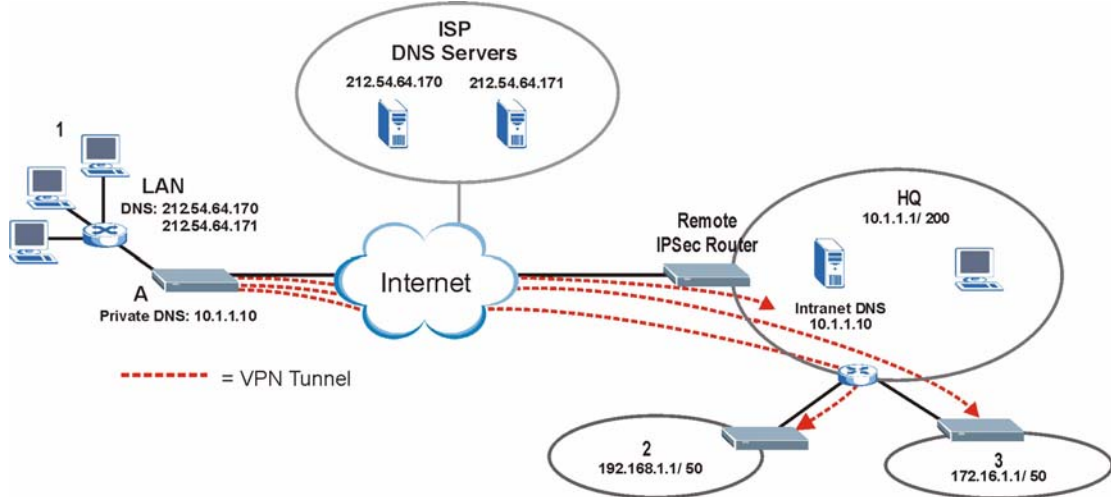 ISP
DNS Servers
212.54.64.170 212.54.64.171
1
LAN
DNS: 212.54.64.170
212.54.64.171
A
Private DNS: 10.1.1.10
Internet
Remote
IPSec Router
HQ
10.1.1.1/ 200
Intranet DNS
10.1.1.10
= VPN Tunnel
2
192.168.1.1/ 50
3
172.16.1.1/ 50